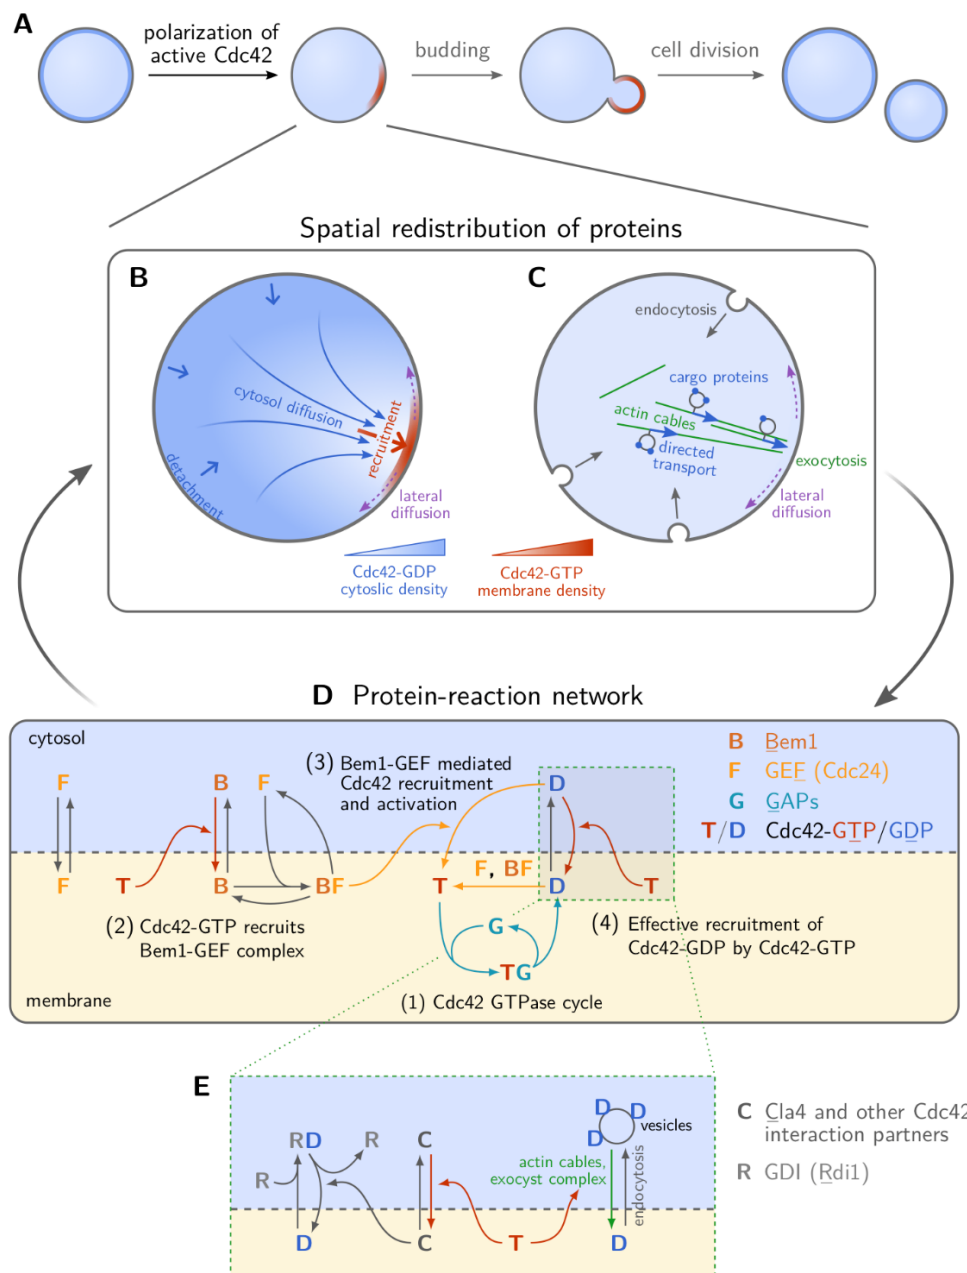 A
polarization of
active Cdc42
budding
cell division
Spatial redistribution of proteins
B
cytosol diffusion
recruitment
detachment
lateral
diffusion
C
endocytosis
cargo proteins
actin cables
directed
transport
exocytosis
lateral
diffusion
Cdc42-GDP
cytoslic density
Cdc42-GTP
membrane density
D Protein-reaction network
cytosol
(3) Bem1-GEF mediated
Cdc42 recruitment
and activation
B Bem1
F GEF (Cdc24)
G GAPs
T/D Cdc42-GTP/GDP
F B F D
F T B BF T F, BF D T
(2) Cdc42-GTP recruits
Bem1-GEF complex
G
TG
(4) Effective recruitment of
Cdc42-GDP by Cdc42-GTP
membrane
(1) Cdc42 GTPase cycle
E
RD R C
R
D D D
vesicles
actin cables,
exocyst complex
endocytosis
D C T D
C Cla4 and other Cdc42
interaction partners
R GDI (Rdi1)